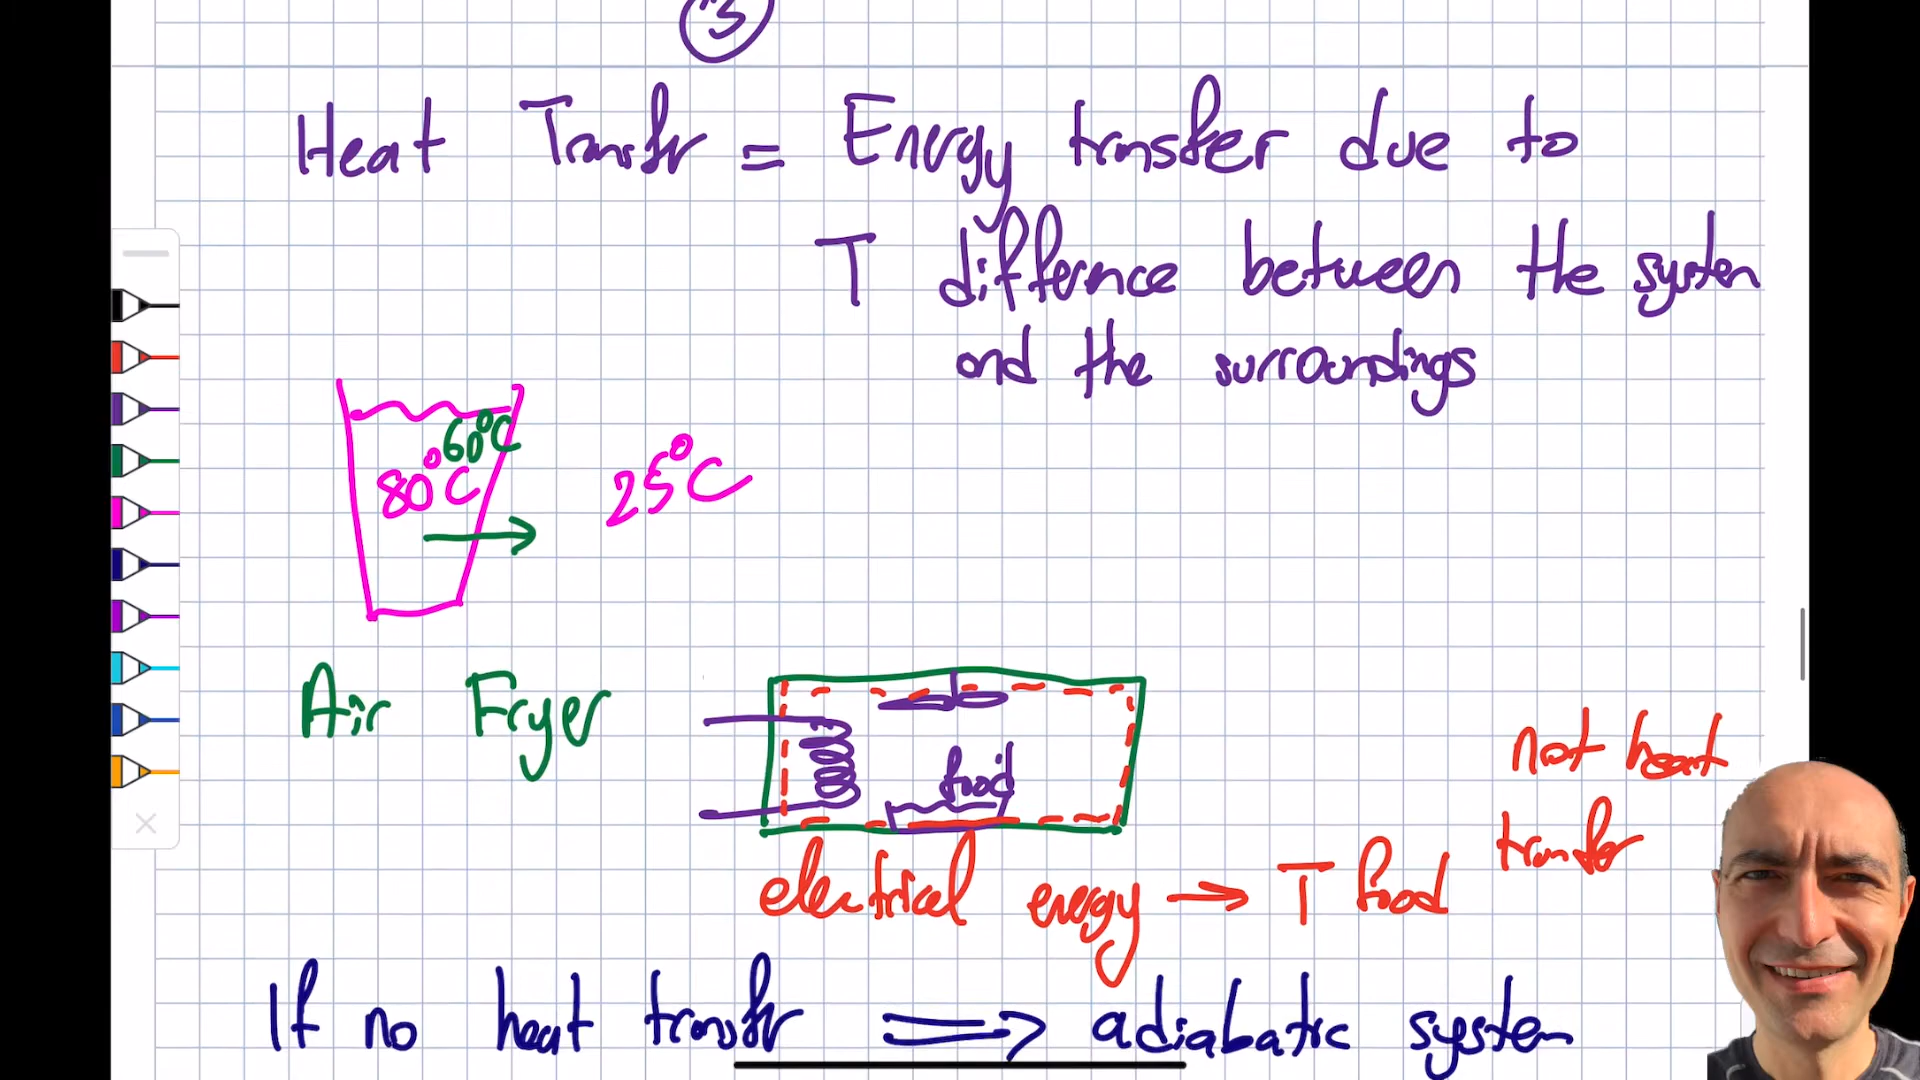 3
Heat Transfer = Energy transfer due to
T difference between the system
and the surroundings
60°C
80°C
25°C
Air Fryer
food
not heat
transfer
electrical energy → T food
If no heat transfer ⟹ adiabatic system